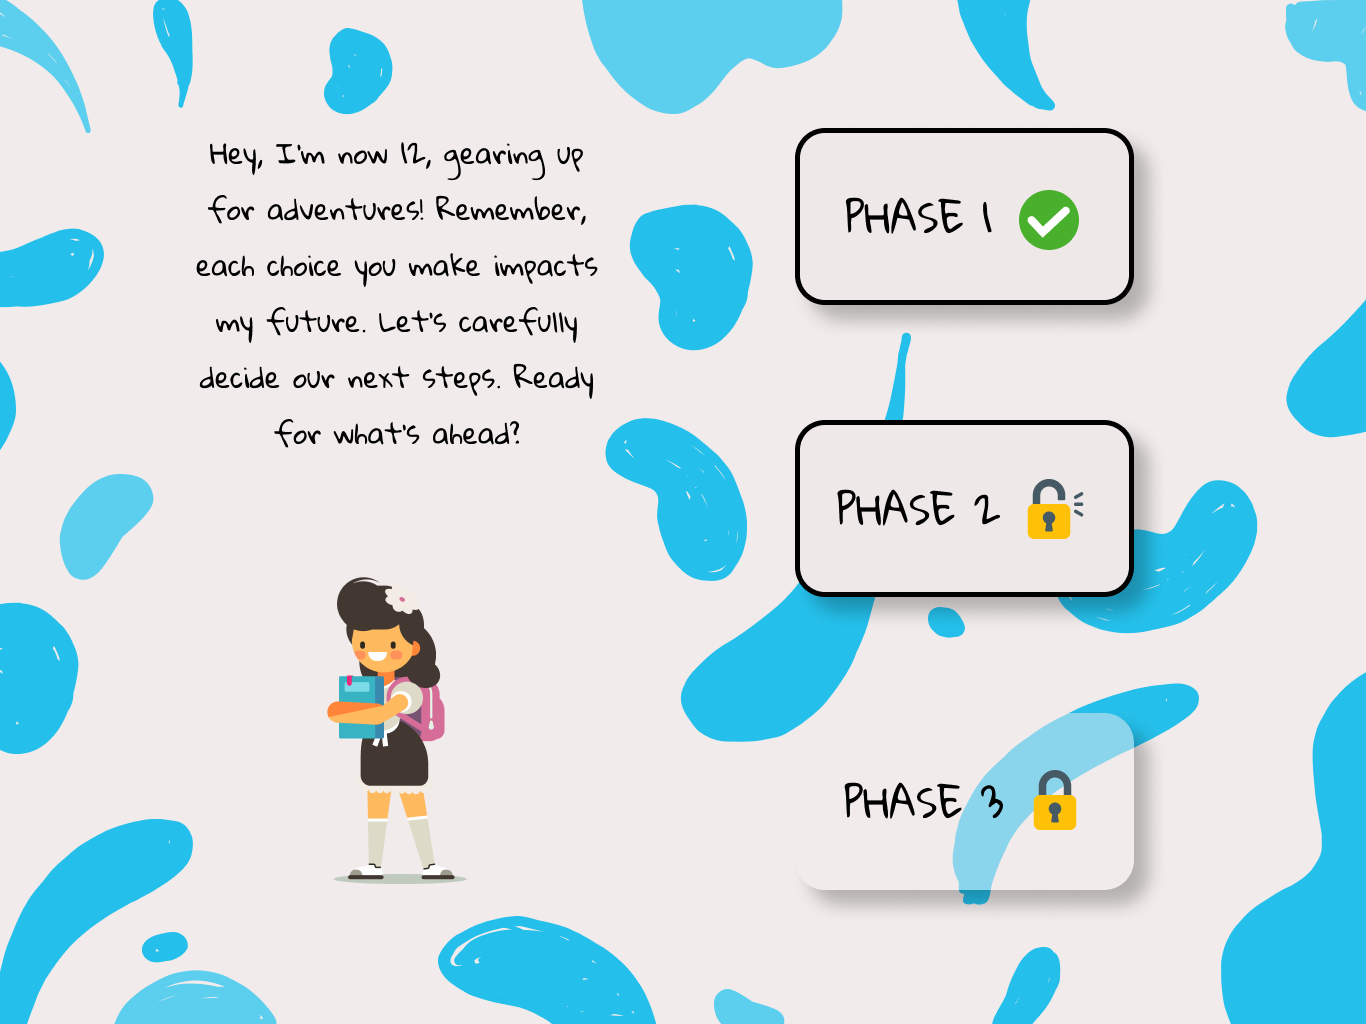 Hey, I'm now 12, gearing up
for adventures! Remember,
each choice you make impacts
my future. Let's carefully
decide our next steps. Ready
for what's ahead?
PHASE 1
PHASE 2
PHASE 3